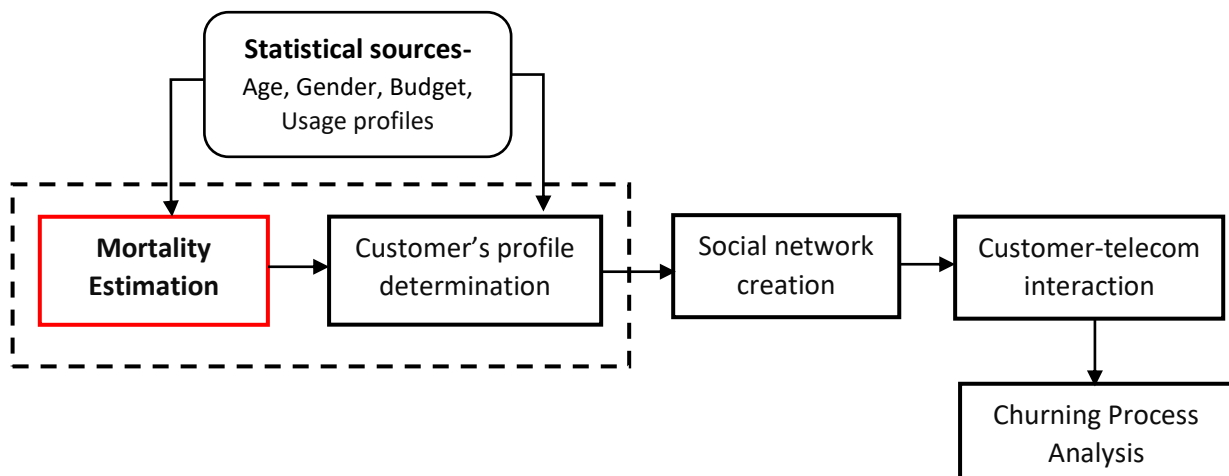 Statistical sources-
Age, Gender, Budget,
Usage profiles
Mortality
Estimation
Customer’s profile
determination
Social network
creation
Customer-telecom
interaction
Churning Process
Analysis